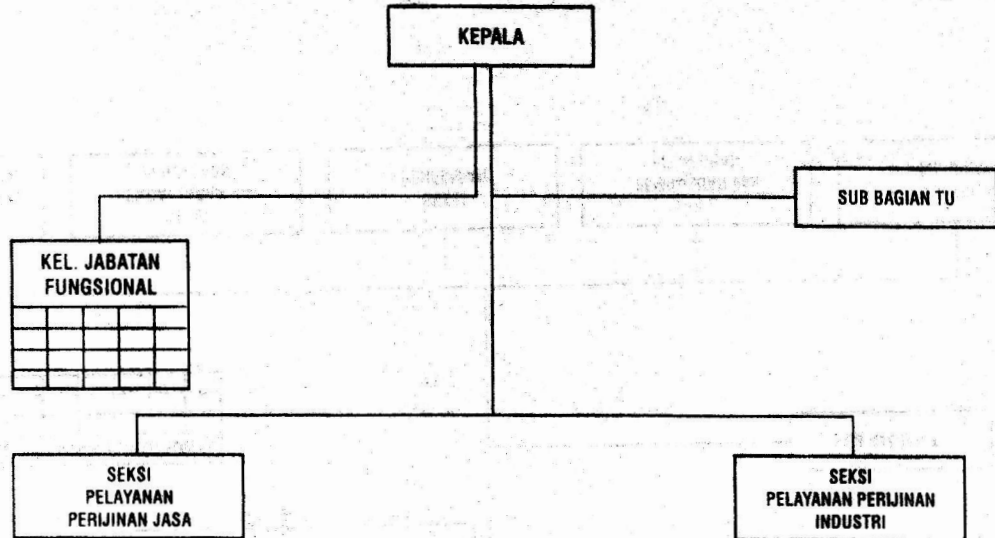 KEPALA
SUB BAGIAN TU
KEL. JABATAN
FUNGSIONAL
SEKSI
PELAYANAN
PERIJINAN JASA
SEKSI
PELAYANAN PERIJINAN
INDUSTRI